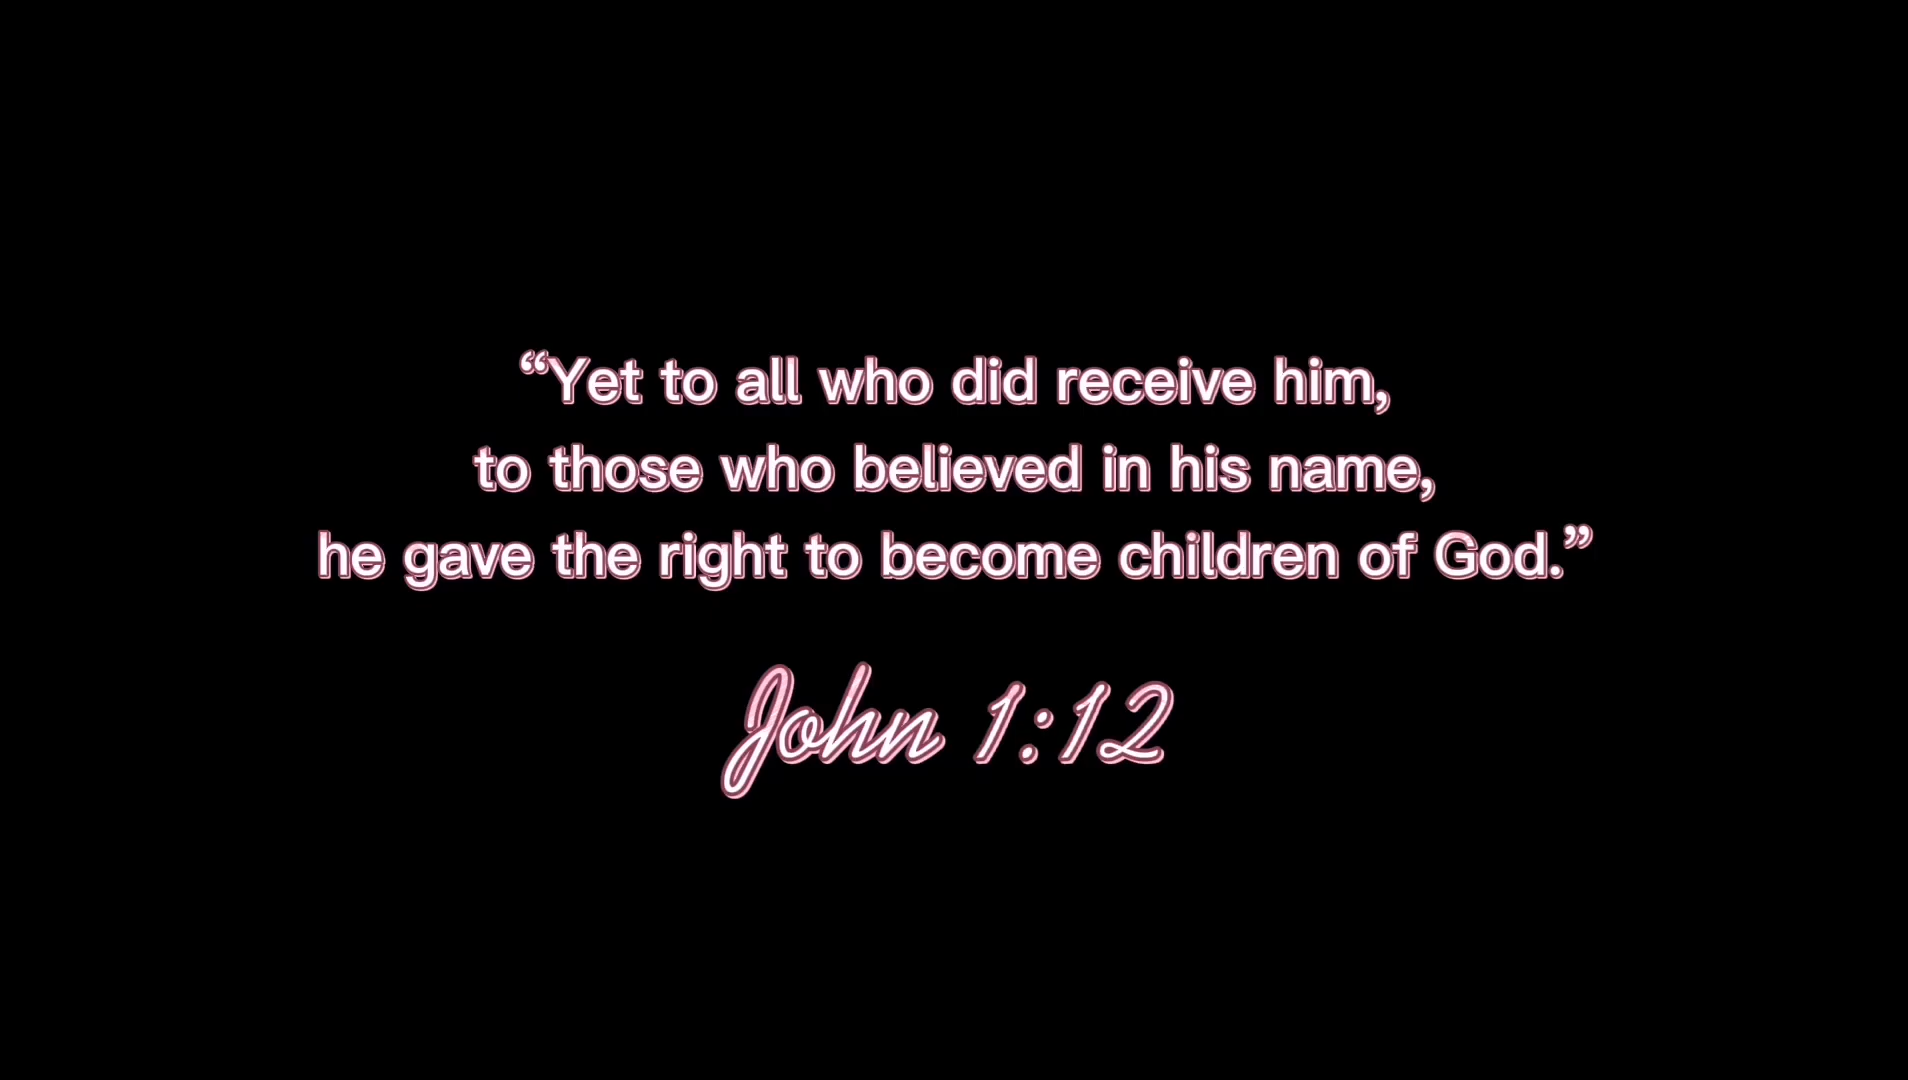 “Yet to all who did receive him,
to those who believed in his name,
he gave the right to become children of God.”
John 1:12